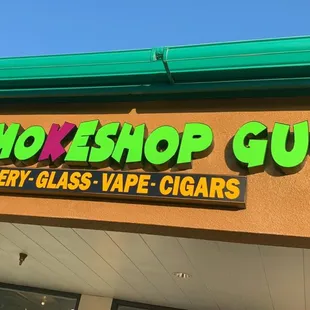 MOKESHOP GU
ERY - GLASS - VAPE - CIGARS